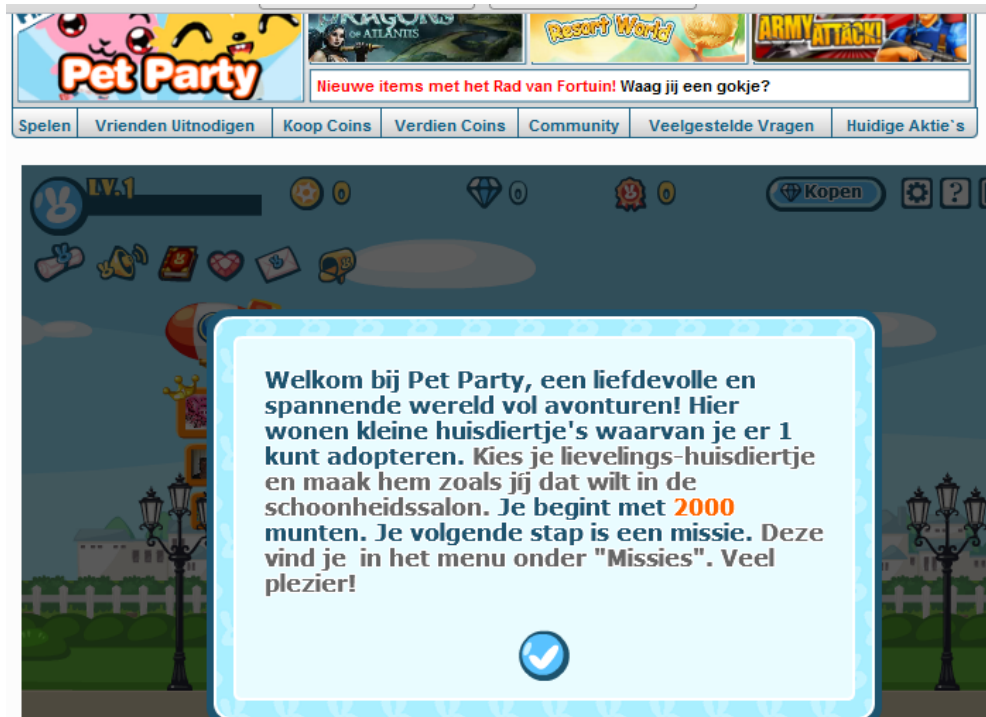 Pet Party
DRAGONS
OF ATLANTIS
Resort World
ARMY ATTACK!
Nieuwe items met het Rad van Fortuin! Waag jij een gokje?
Spelen
Vrienden Uitnodigen
Koop Coins
Verdien Coins
Community
Veelgestelde Vragen
Huidige Aktie`s
LV.1
0
0
0
Kopen
?
Welkom bij Pet Party, een liefdevolle en
spannende wereld vol avonturen! Hier
wonen kleine huisdiertje's waarvan je er 1
kunt adopteren. Kies je lievelings-huisdiertje
en maak hem zoals jíj dat wilt in de
schoonheidssalon. Je begint met 2000
munten. Je volgende stap is een missie. Deze
vind je in het menu onder "Missies". Veel
plezier!